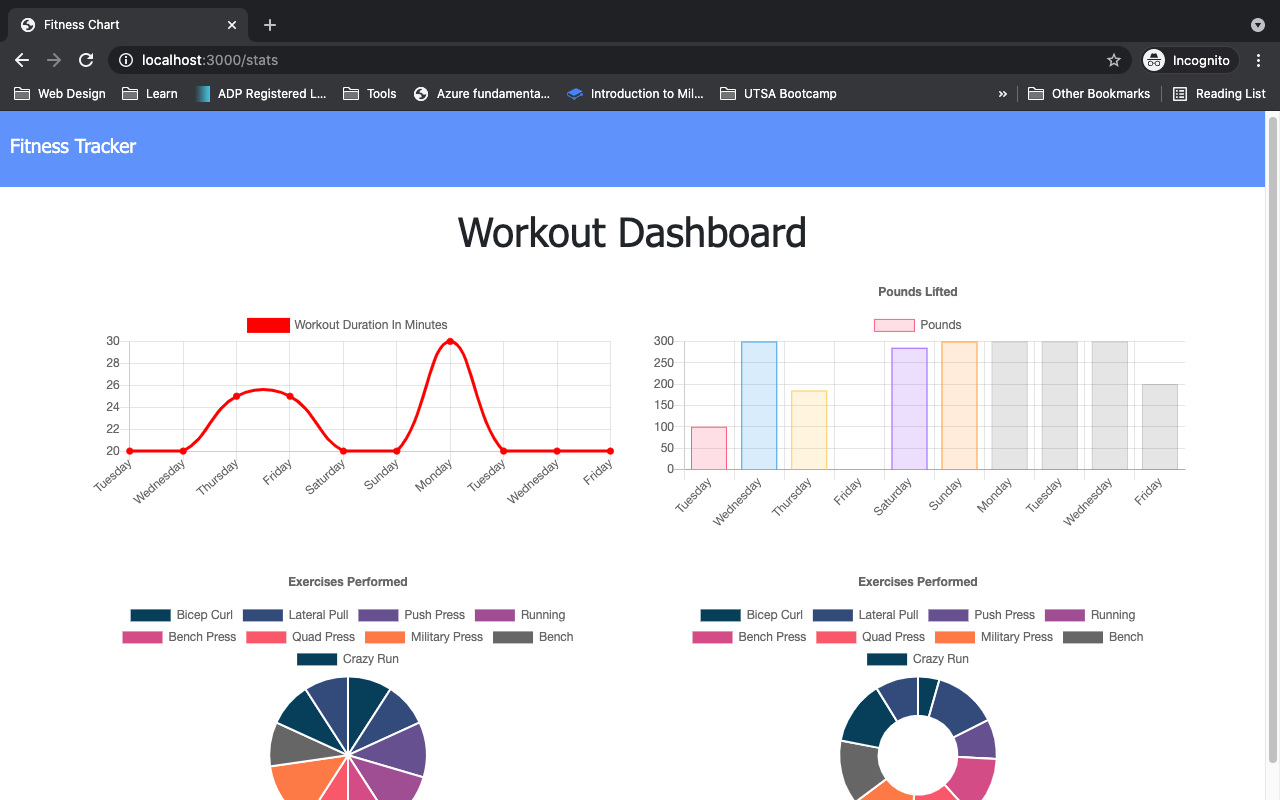 Fitness Chart
localhost:3000/stats
Incognito
Web Design Learn ADP Registered L... Tools Azure fundamenta... Introduction to Mil... UTSA Bootcamp » Other Bookmarks Reading List
Fitness Tracker
Workout Dashboard
Workout Duration In Minutes
30
28
26
24
22
20
Tuesday Wednesday Thursday Friday Saturday Sunday Monday Tuesday Wednesday Friday
Pounds Lifted
Pounds
300
250
200
150
100
50
0
Tuesday Wednesday Thursday Friday Saturday Sunday Monday Tuesday Wednesday Friday
Exercises Performed
Bicep Curl Lateral Pull Push Press Running
Bench Press Quad Press Military Press Bench
Crazy Run
Exercises Performed
Bicep Curl Lateral Pull Push Press Running
Bench Press Quad Press Military Press Bench
Crazy Run